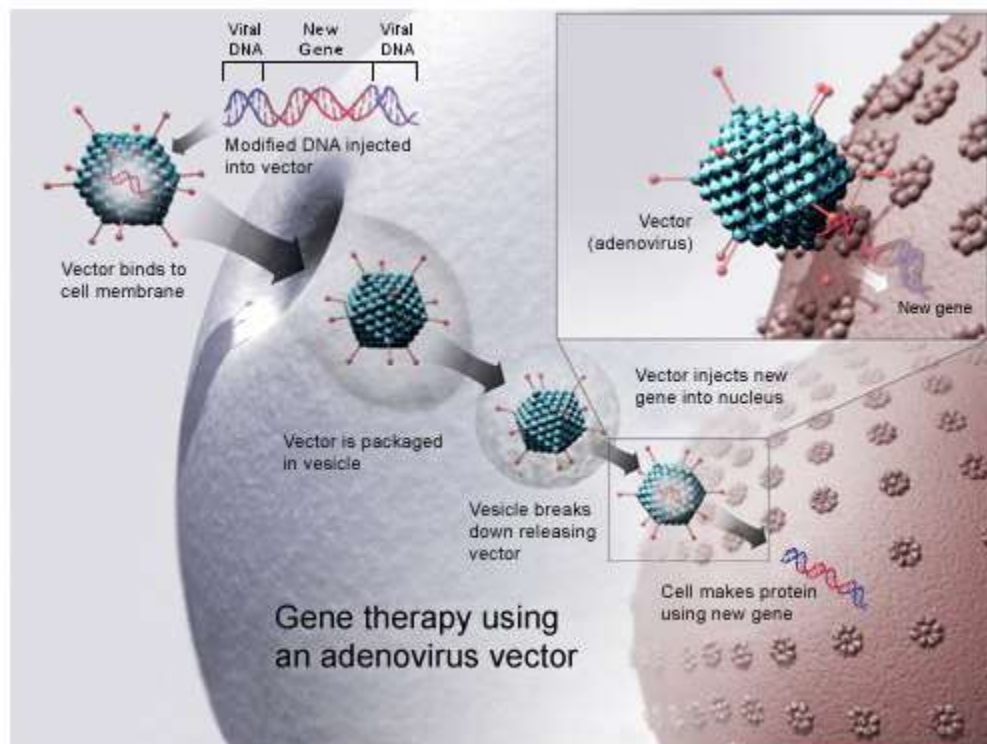 Viral New Viral
DNA Gene DNA
Modified DNA injected
into vector
Vector binds to
cell membrane
Vector
(adenovirus)
New gene
Vector injects new
gene into nucleus
Vector is packaged
in vesicle
Vesicle breaks
down releasing
vector
Cell makes protein
using new gene
Gene therapy using
an adenovirus vector